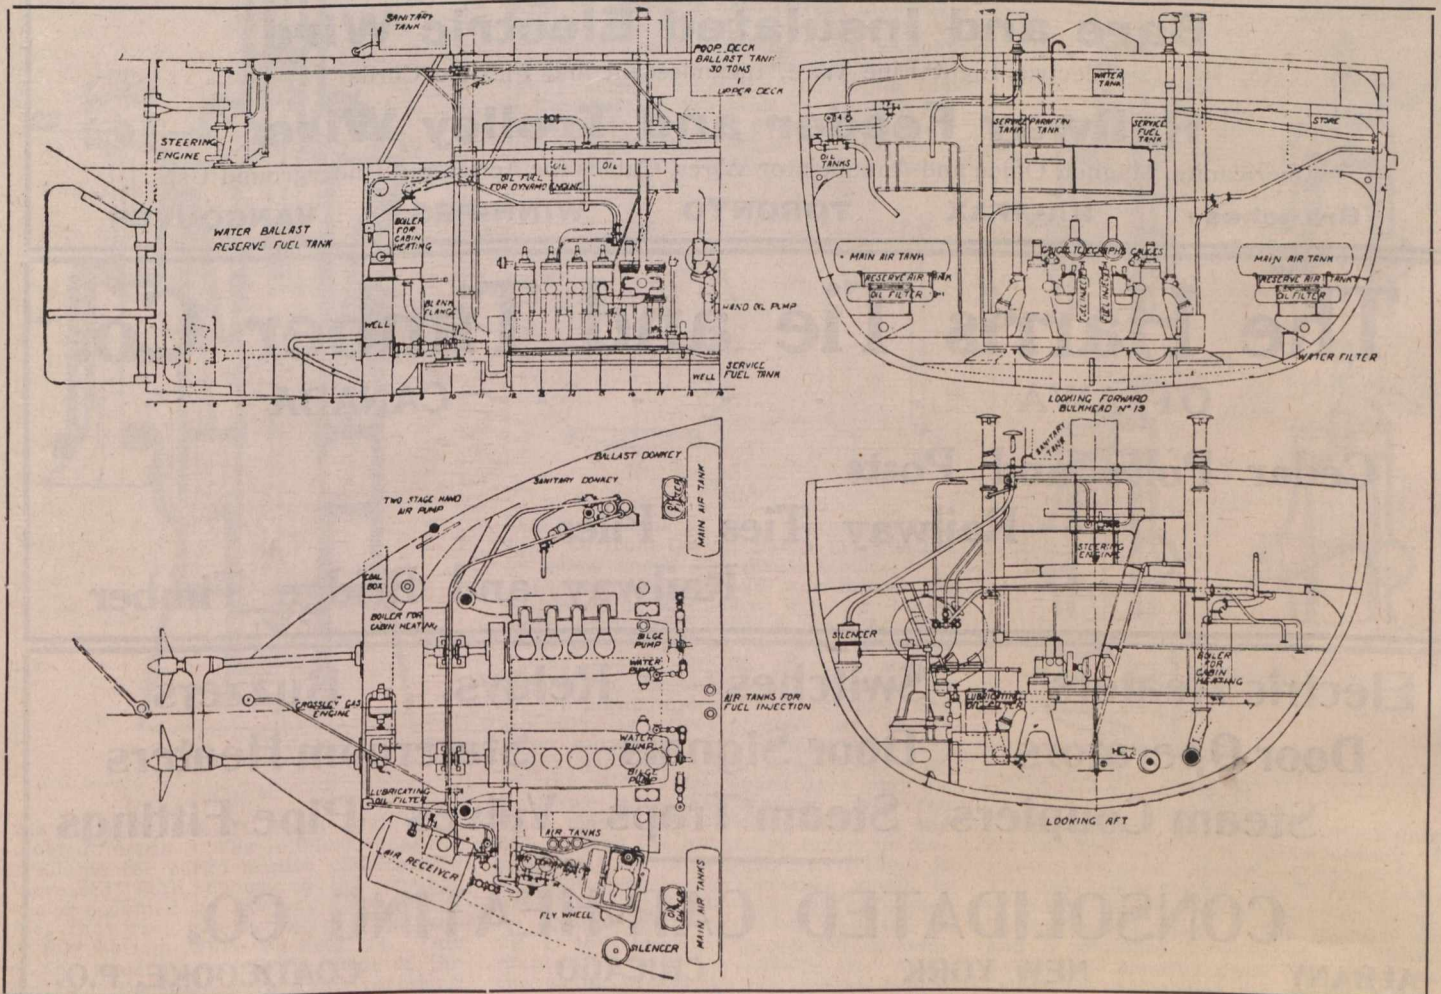 SANITARY
TANK
POOP DECK
BALLAST TANK
30 TONS
UPPER DECK
STEERING
ENGINE
OIL
OIL
OIL FUEL
FOR DYNAMO ENGINE
WATER BALLAST
RESERVE FUEL TANK
BOILER
FOR
CABIN
HEATING
BLANK
FLANGE
WELL
HAND OIL PUMP
WELL
SERVICE
FUEL TANK
WATER
TANK
SERVICE
TANK
PARAFFIN
TANK
SERVICE
FUEL
TANK
STORE
OIL
TANKS
GAUGES TELEGRAPHS GAUGES
MAIN AIR TANK
RESERVE AIR TANK
OIL FILTER
MAIN AIR TANK
RESERVE AIR TANK
OIL FILTER
WATER FILTER
LOOKING FORWARD
BULKHEAD Nº 19
BALLAST DONKEY
SANITARY DONKEY
TWO STAGE HAND
AIR PUMP
MAIN AIR TANK
COAL
BOX
BOILER FOR
CABIN HEATING
BILGE
PUMP
WATER
PUMP
"CROSSLEY" GAS
ENGINE
AIR TANKS FOR
FUEL INJECTION
WATER
PUMP
BILGE
PUMP
LUBRICATING
OIL FILTER
AIR RECEIVER
AIR TANKS
FLY WHEEL
SILENCER
MAIN AIR TANKS
SANITARY
TANK
STEERING
ENGINE
SILENCER
BOILER
FOR
CABIN
HEATING
LUBRICATING
OIL FILTER
LOOKING AFT